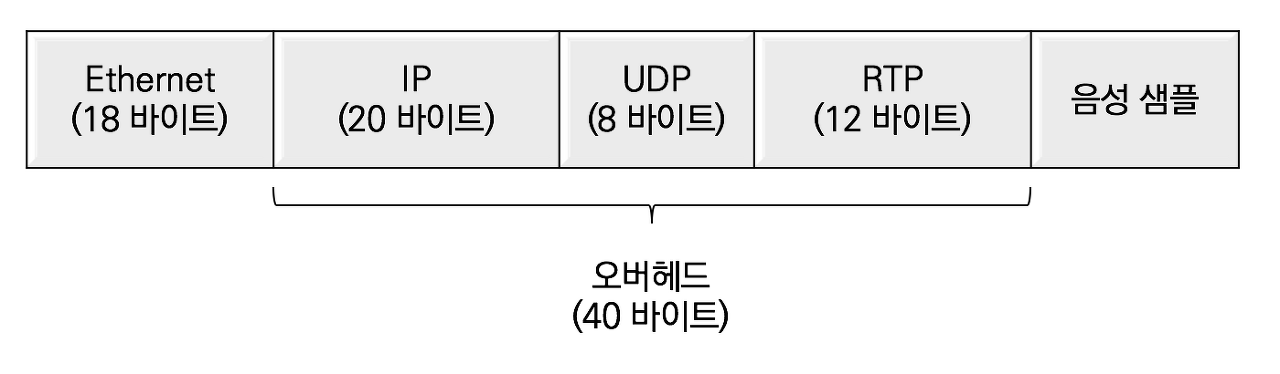 Ethernet
(18 바이트)
IP
(20 바이트)
UDP
(8 바이트)
RTP
(12 바이트)
음성 샘플
오버헤드
(40 바이트)